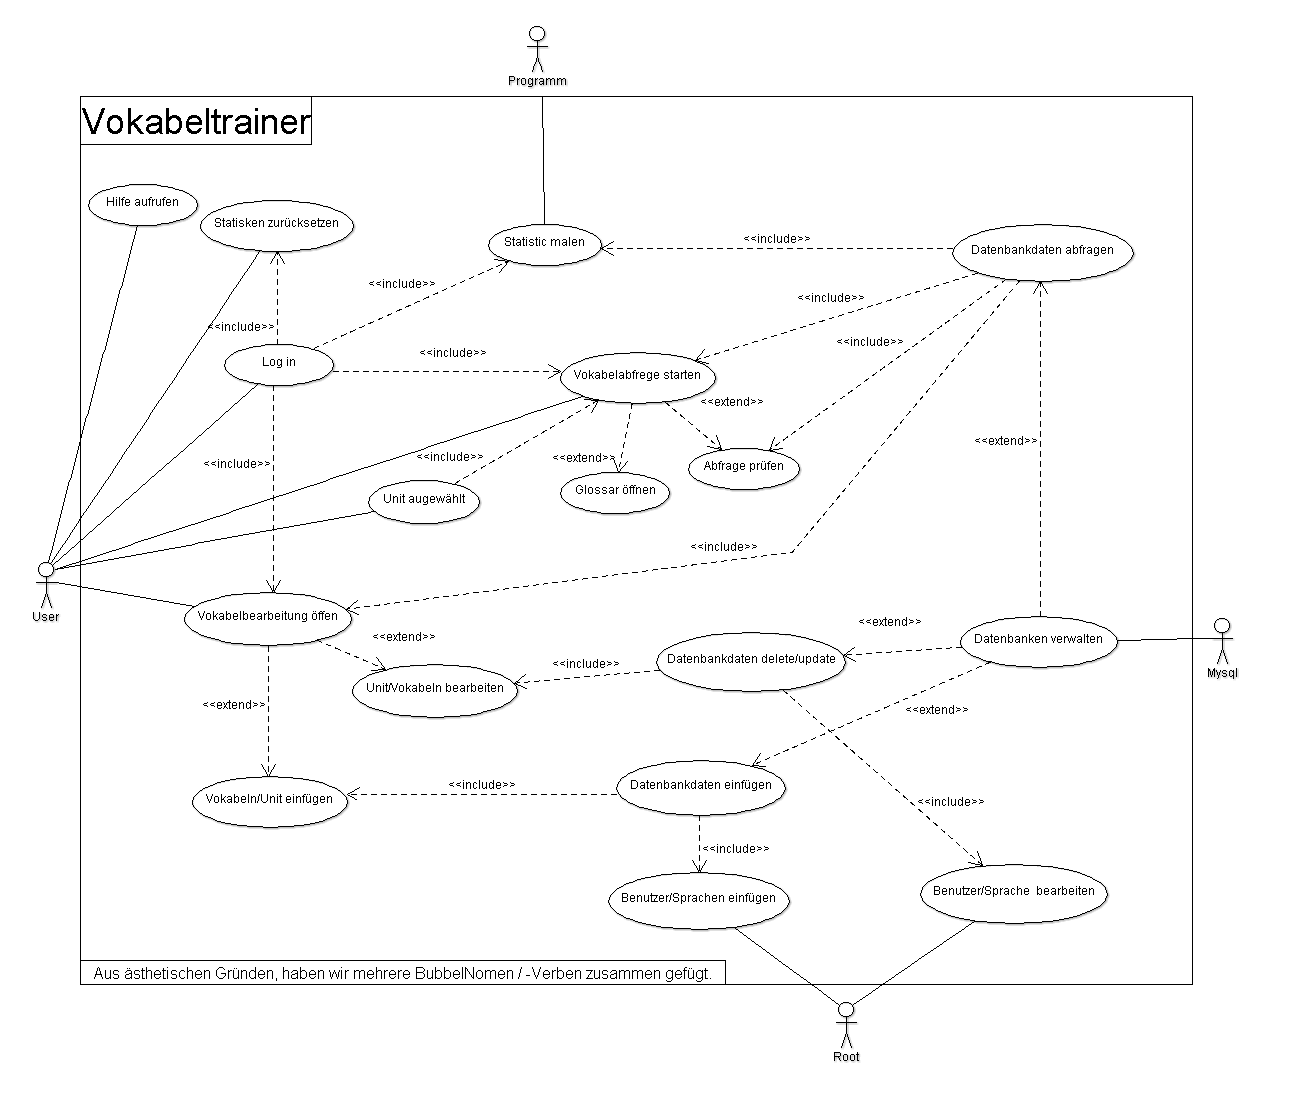 Programm
Vokabeltrainer
Hilfe aufrufen
Statisken zurücksetzen
Statistic malen
<<include>>
Datenbankdaten abfragen
<<include>>
<<include>>
<<include>>
<<include>>
<<include>>
Log in
Vokabelabfrege starten
<<extend>>
<<extend>>
<<include>>
<<extend>>
<<include>>
Abfrage prüfen
Glossar öffnen
Unit augewählt
<<include>>
User
Vokabelbearbeitung öffen
<<extend>>
<<extend>>
Datenbanken verwalten
Mysql
<<include>>
Datenbankdaten delete/update
Unit/Vokabeln bearbeiten
<<extend>>
<<extend>>
<<include>>
Datenbankdaten einfügen
Vokabeln/Unit einfügen
<<include>>
<<include>>
Benutzer/Sprachen einfügen
Benutzer/Sprache bearbeiten
Aus ästhetischen Gründen, haben wir mehrere BubbelNomen / -Verben zusammen gefügt.
Root